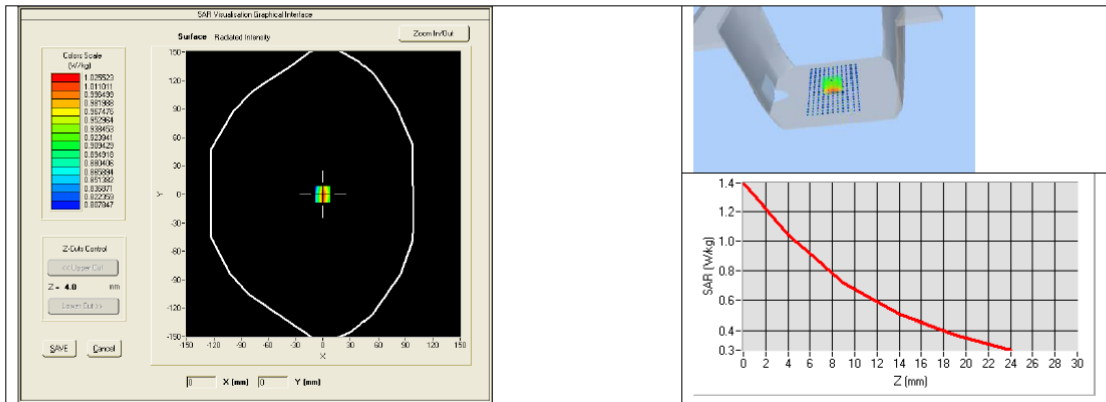 SAR Visualisation Graphical Interface
Surface Radiated Intensity
Zoom In/Out
Colors Scale
(W/kg)
1.025523
1.011011
0.996499
0.981988
0.967476
0.952964
0.938453
0.923941
0.909429
0.894918
0.880406
0.865894
0.851382
0.836871
0.822359
0.807847
Z-Cuts Control
<< Upper Cut
Z = 4.0 mm
Lower Cut >>
SAVE Cancel
150
120
90
60
30
0
-30
-60
-90
-120
-150
Y
-150 -120 -90 -60 -30 0 30 60 90 120 150
X
0 X (mm) 0 Y (mm)
1.4
1.2
1.0
0.8
0.6
0.4
0.3
SAR (W/kg)
0 2 4 6 8 10 12 14 16 18 20 22 24 26 28 30
Z (mm)